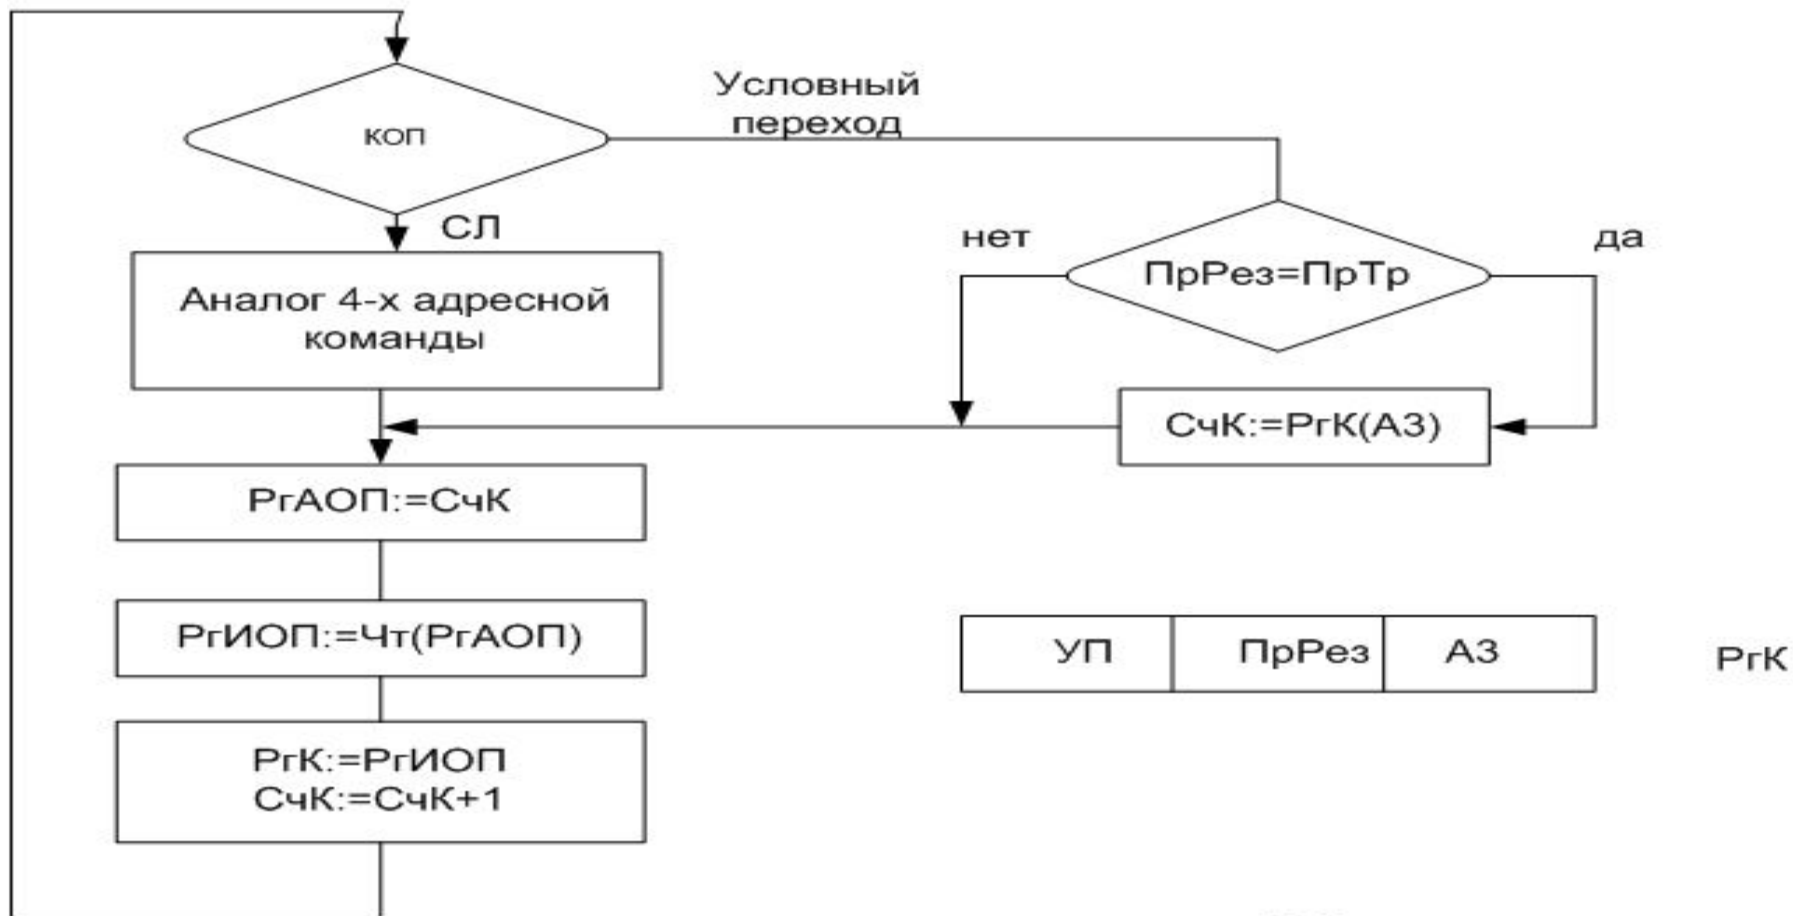 Условный
переход
КОП
СЛ
нет
да
Аналог 4-х адресной
команды
ПрРез=ПрТр
СчК:=РгК(А3)
РгАОП:=СчК
РгИОП:=Чт(РгАОП)
УП ПрРез А3 РгК
РгК:=РгИОП
СчК:=СчК+1